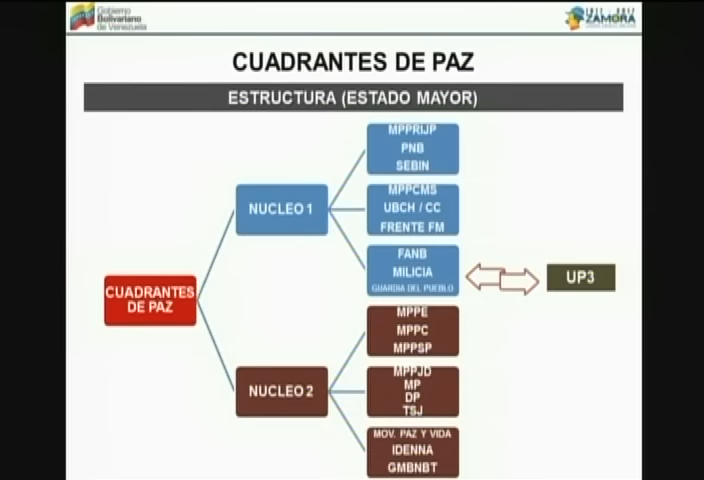 Gobierno
Bolivariano
de Venezuela
ZAMORA
CUADRANTES DE PAZ
ESTRUCTURA (ESTADO MAYOR)
MPPRIJP
PNB
SEBIN
NUCLEO 1
MPPCMS
UBCH / CC
FRENTE FM
FANB
MILICIA
GUARDIA DEL PUEBLO
UP3
CUADRANTES
DE PAZ
MPPE
MPPC
MPPSP
NUCLEO 2
MPPJD
MP
DP
TSJ
MOV. PAZ Y VIDA
IDENNA
GMBNBT